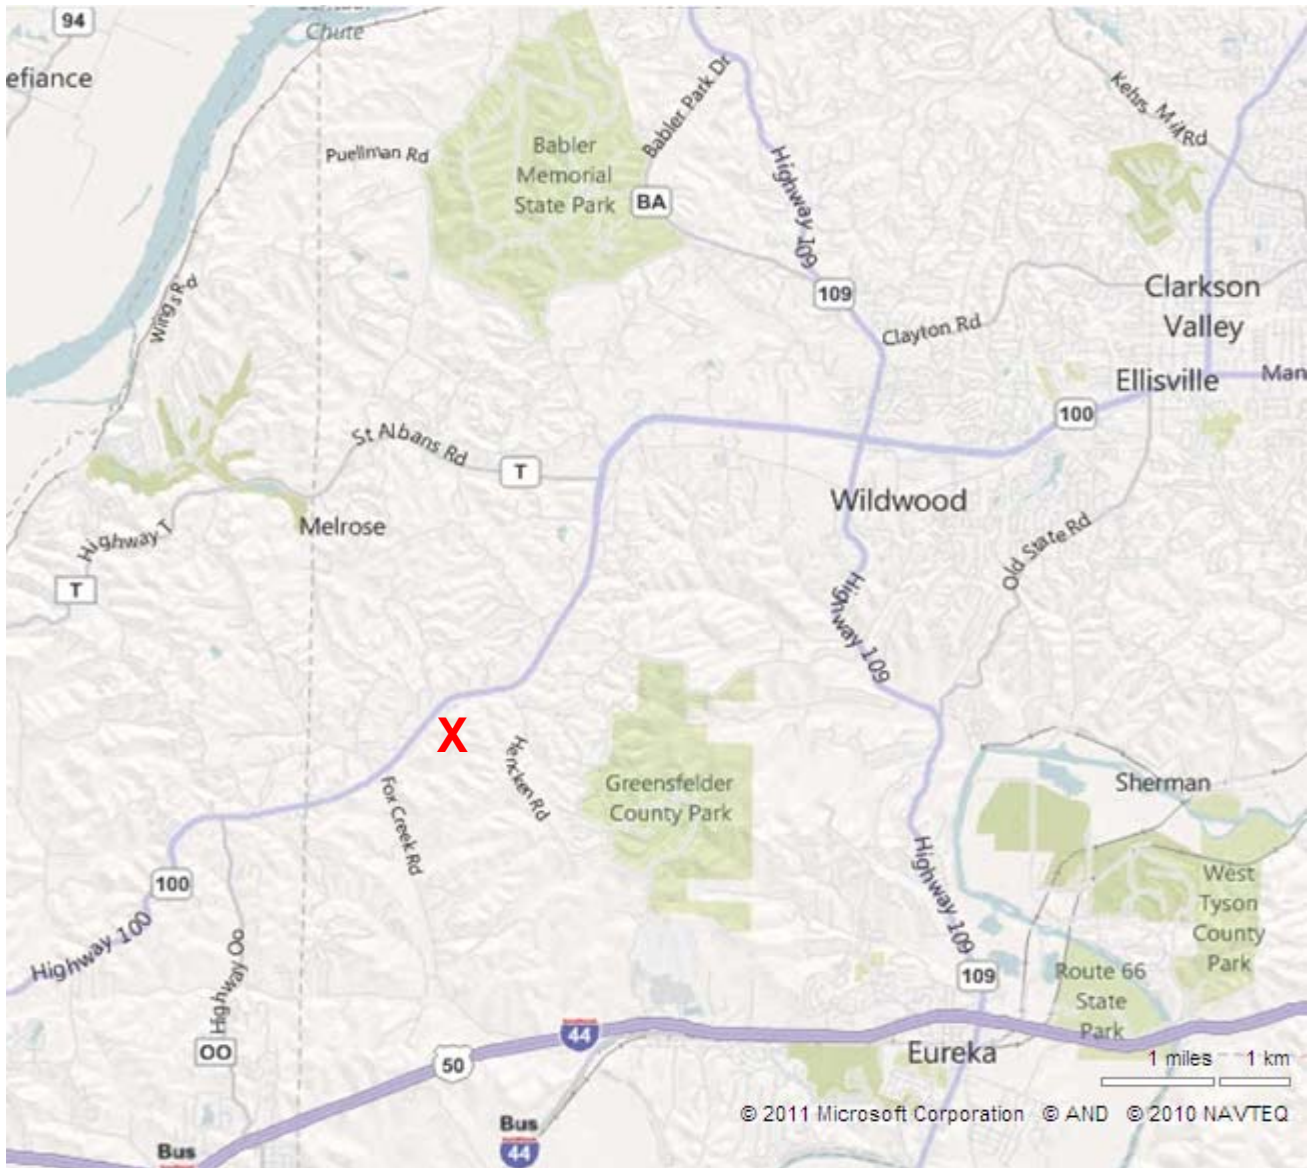 94
Chute
efiance
Kehrs Mill Rd
Babler Park Dr
Puellman Rd
Babler
Memorial
State Park
BA
Highway 109
109
Wings Rd
Clarkson
Valley
Clayton Rd
Ellisville
Man
100
St Albans Rd
T
Wildwood
Melrose
Highway T
Old State Rd
T
Highway 109
X
Hencken Rd
Greensfelder
County Park
Sherman
Fox Creek Rd
100
Highway 109
West
Tyson
County
Park
Highway 100
Highway Oo
109
Route 66
State
Park
44
OO
50
Eureka
1 miles
1 km
© 2011 Microsoft Corporation © AND © 2010 NAVTEQ
Bus
44
Bus